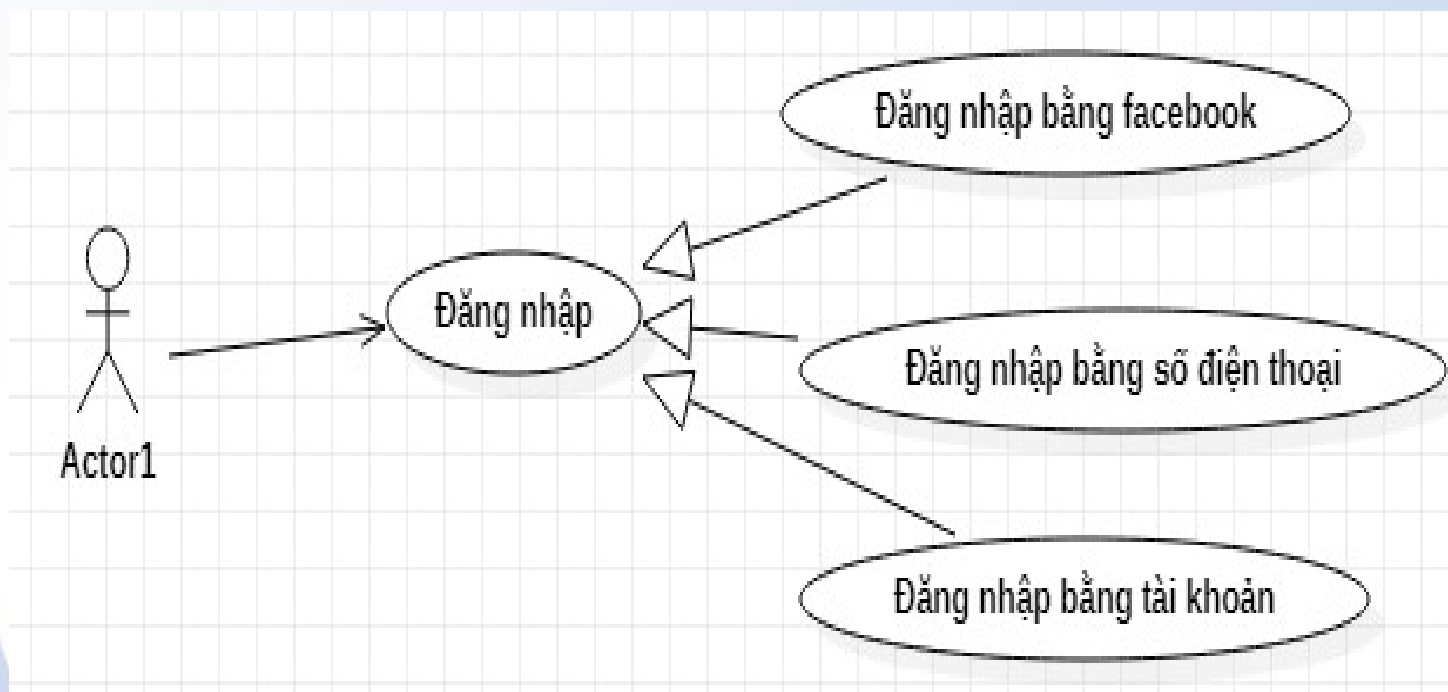 Đăng nhập bằng facebook
Đăng nhập
Đăng nhập bằng số điện thoại
Actor1
Đăng nhập bằng tài khoản